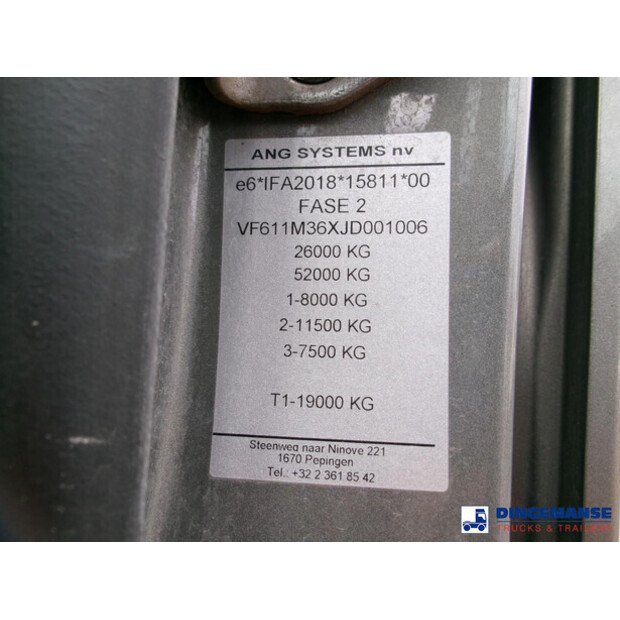 ANG SYSTEMS nv
e6*IFA2018*15811*00
FASE 2
VF611M36XJD001006
26000 KG
52000 KG
1-8000 KG
2-11500 KG
3-7500 KG
T1-19000 KG
Steenweg naar Ninove 221
1670 Pepingen
Tel.: +32 2 361 85 42
DINGEMANSE
TRUCKS & TRAILERS